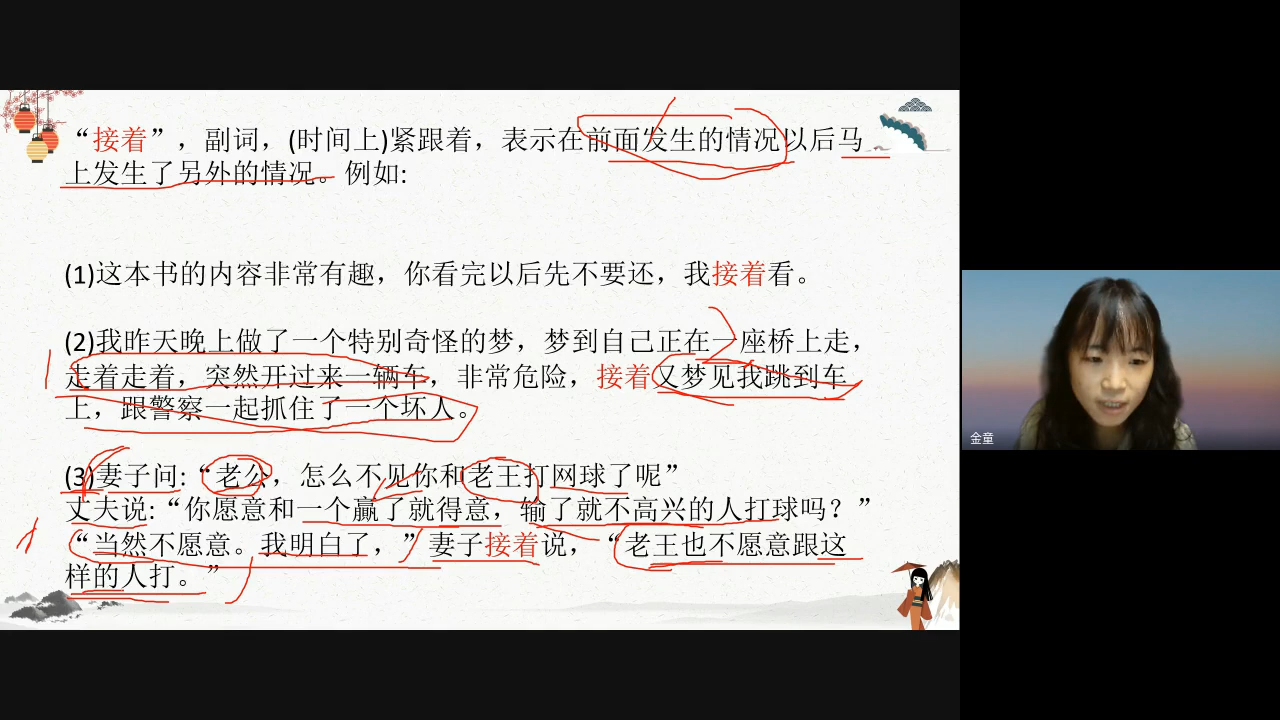 “接着”，副词，(时间上)紧跟着，表示在前面发生的情况以后马
上发生了另外的情况。例如:
(1)这本书的内容非常有趣，你看完以后先不要还，我接着看。
(2)我昨天晚上做了一个特别奇怪的梦，梦到自己正在一座桥上走，
走着走着，突然开过来一辆车，非常危险，接着又梦见我跳到车
上，跟警察一起抓住了一个坏人。
(3)妻子问:“老公，怎么不见你和老王打网球了呢”
丈夫说:“你愿意和一个赢了就得意，输了就不高兴的人打球吗？”
“当然不愿意。我明白了，”妻子接着说，“老王也不愿意跟这
样的人打。”
金童